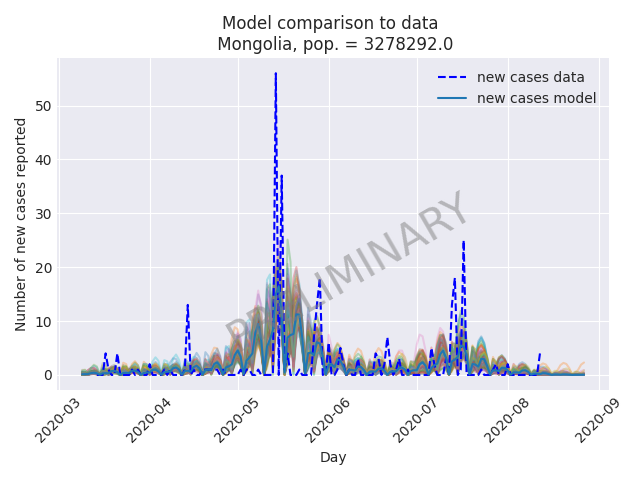 Model comparison to data
Mongolia, pop. = 3278292.0
new cases data
new cases model
PRELIMINARY
Number of new cases reported
50
40
30
20
10
0
2020-03
2020-04
2020-05
2020-06
2020-07
2020-08
2020-09
Day